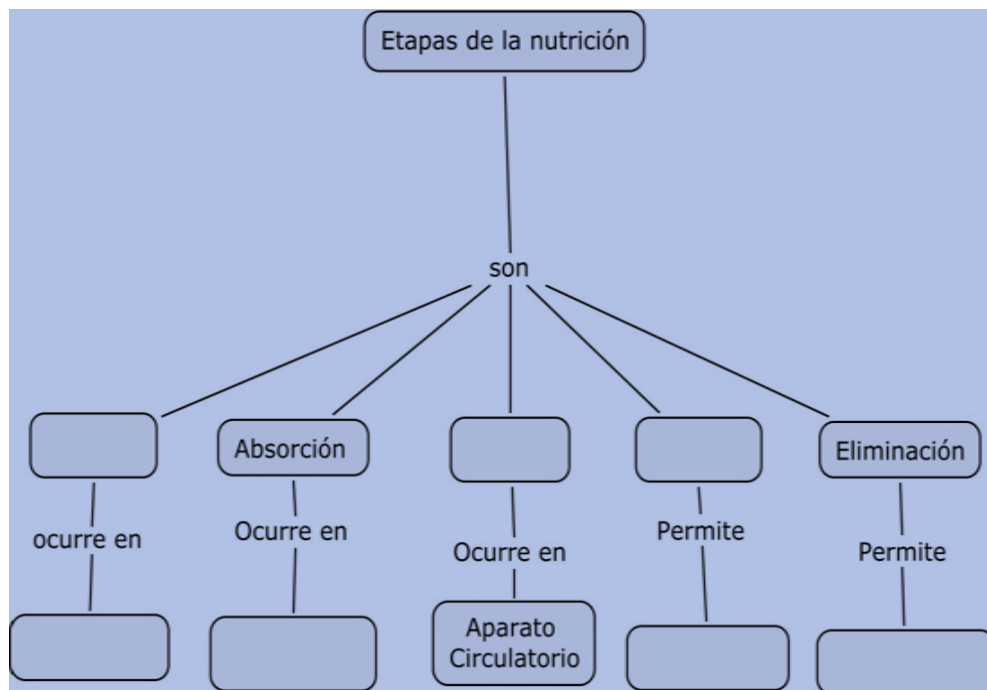 Etapas de la nutrición
son
Absorción
Eliminación
ocurre en
Ocurre en
Ocurre en
Permite
Permite
Aparato
Circulatorio